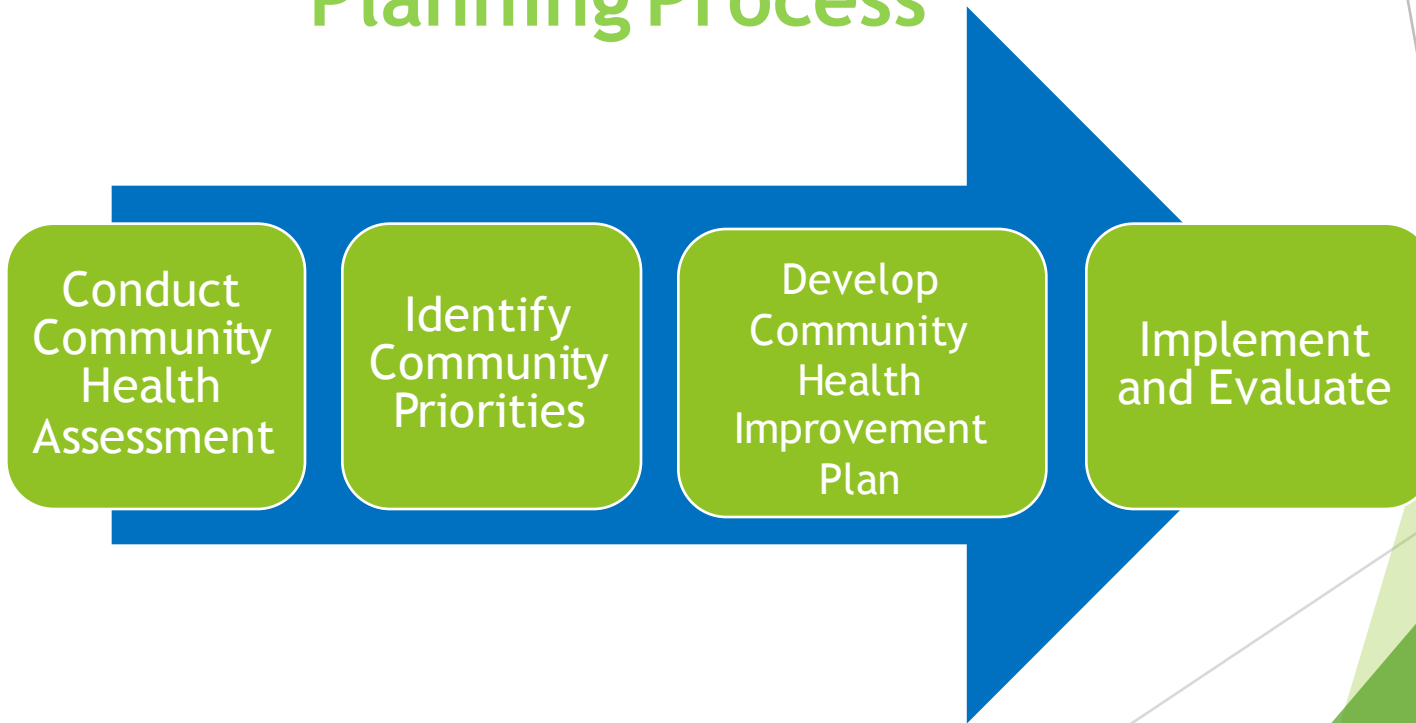 Planning Process
Conduct
Community
Health
Assessment
Identify
Community
Priorities
Develop
Community
Health
Improvement
Plan
Implement
and Evaluate